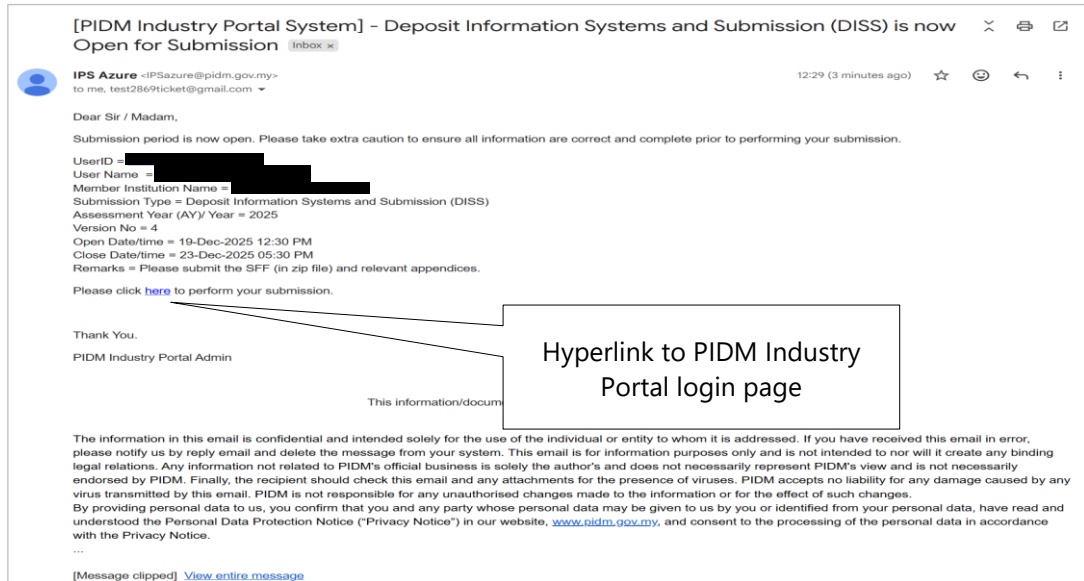 [PIDM Industry Portal System] - Deposit Information Systems and Submission (DISS) is now
Open for Submission Inbox ×
IPS Azure <IPSazure@pidm.gov.my>
12:29 (3 minutes ago)
to me, test2869ticket@gmail.com
Dear Sir / Madam,
Submission period is now open. Please take extra caution to ensure all information are correct and complete prior to performing your submission.
UserID =
User Name =
Member Institution Name =
Submission Type = Deposit Information Systems and Submission (DISS)
Assessment Year (AY)/ Year = 2025
Version No = 4
Open Date/time = 19-Dec-2025 12:30 PM
Close Date/time = 23-Dec-2025 05:30 PM
Remarks = Please submit the SFF (in zip file) and relevant appendices.
Please click here to perform your submission.
Thank You.
PIDM Industry Portal Admin
Hyperlink to PIDM Industry
Portal login page
This information/docume
The information in this email is confidential and intended solely for the use of the individual or entity to whom it is addressed. If you have received this email in error,
please notify us by reply email and delete the message from your system. This email is for information purposes only and is not intended to nor will it create any binding
legal relations. Any information not related to PIDM's official business is solely the author's and does not necessarily represent PIDM's view and is not necessarily
endorsed by PIDM. Finally, the recipient should check this email and any attachments for the presence of viruses. PIDM accepts no liability for any damage caused by any
virus transmitted by this email. PIDM is not responsible for any unauthorised changes made to the information or for the effect of such changes.
By providing personal data to us, you confirm that you and any party whose personal data may be given to us by you or identified from your personal data, have read and
understood the Personal Data Protection Notice ("Privacy Notice") in our website, www.pidm.gov.my, and consent to the processing of the personal data in accordance
with the Privacy Notice.
...
[Message clipped] View entire message